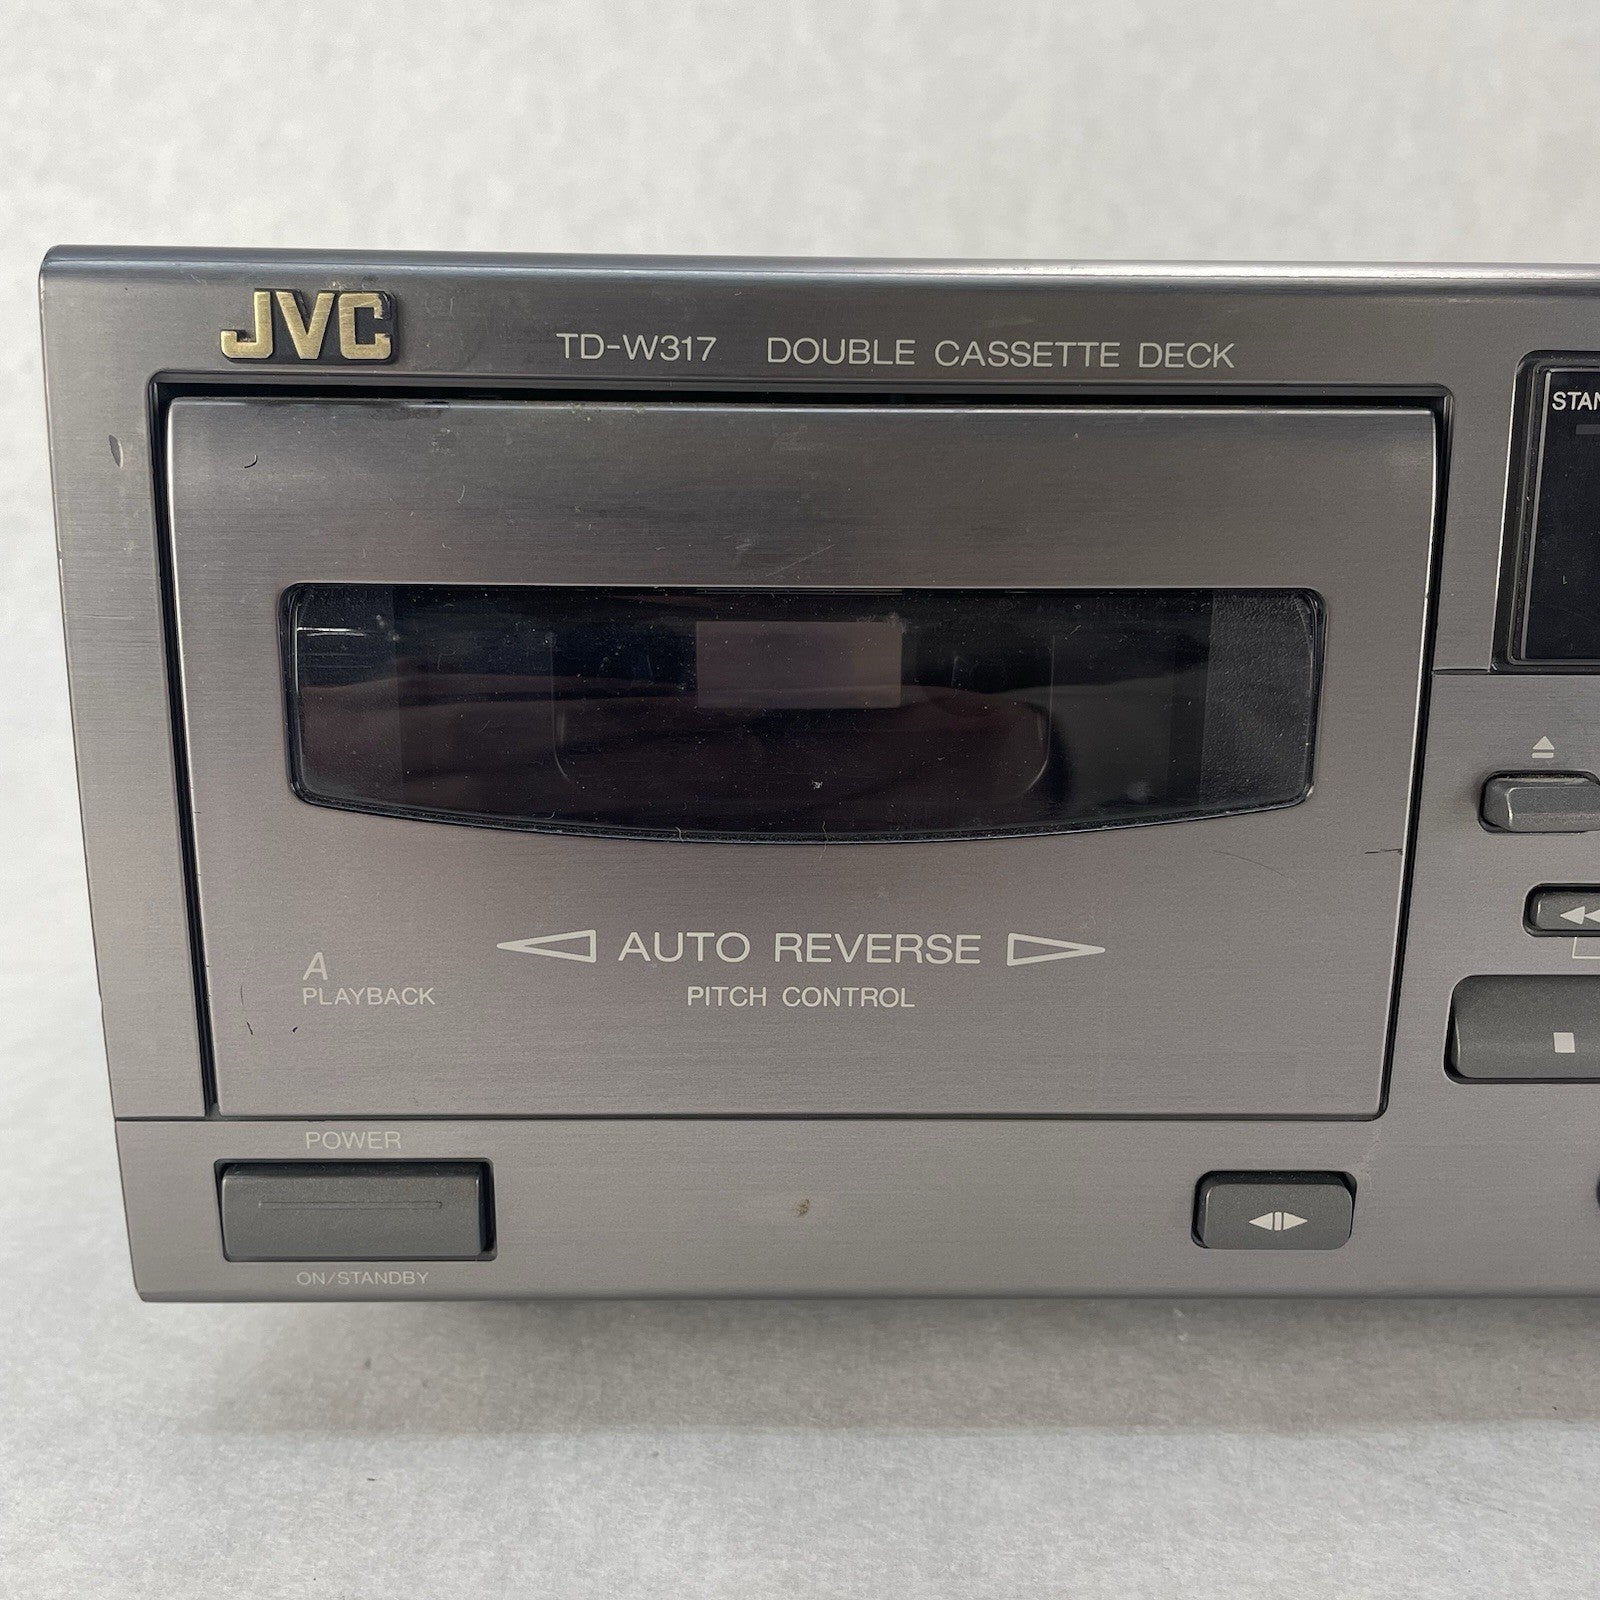 JVC
TD-W317 DOUBLE CASSETTE DECK
AUTO REVERSE
A
PLAYBACK
PITCH CONTROL
POWER
ON/STANDBY